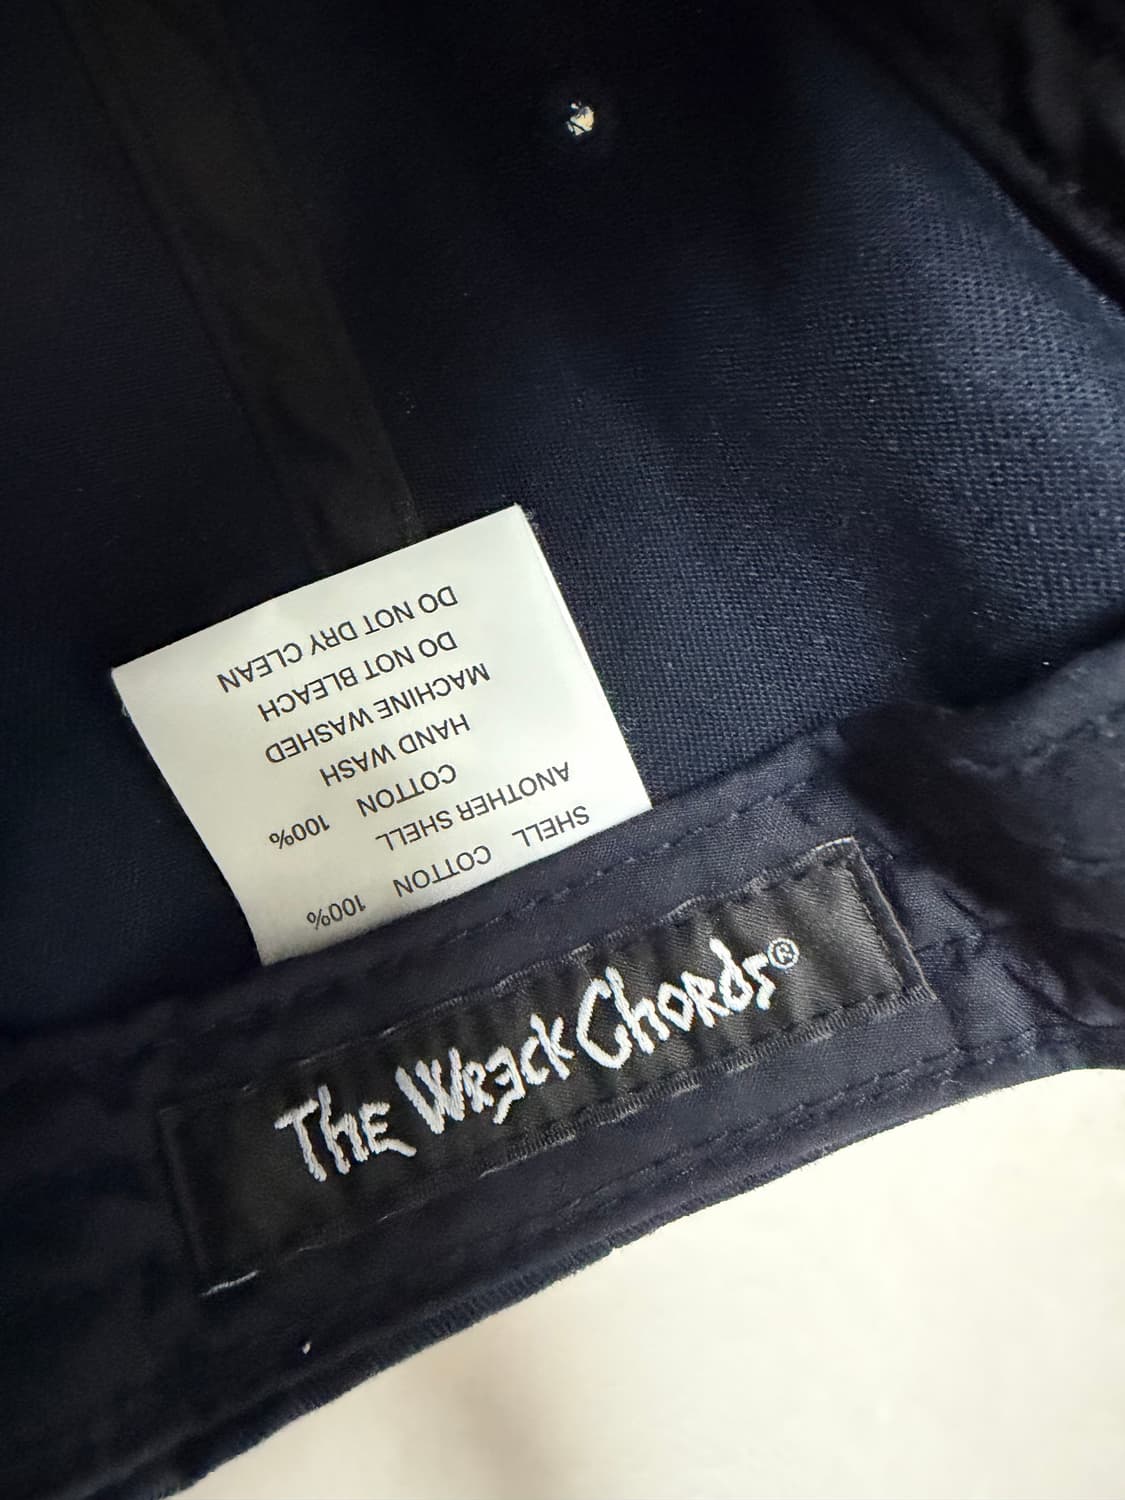 SHELL COTTON 100%
ANOTHER SHELL
COTTON 100%
HAND WASH
MACHINE WASHED
DO NOT BLEACH
DO NOT DRY CLEAN
The Wreck Chords®